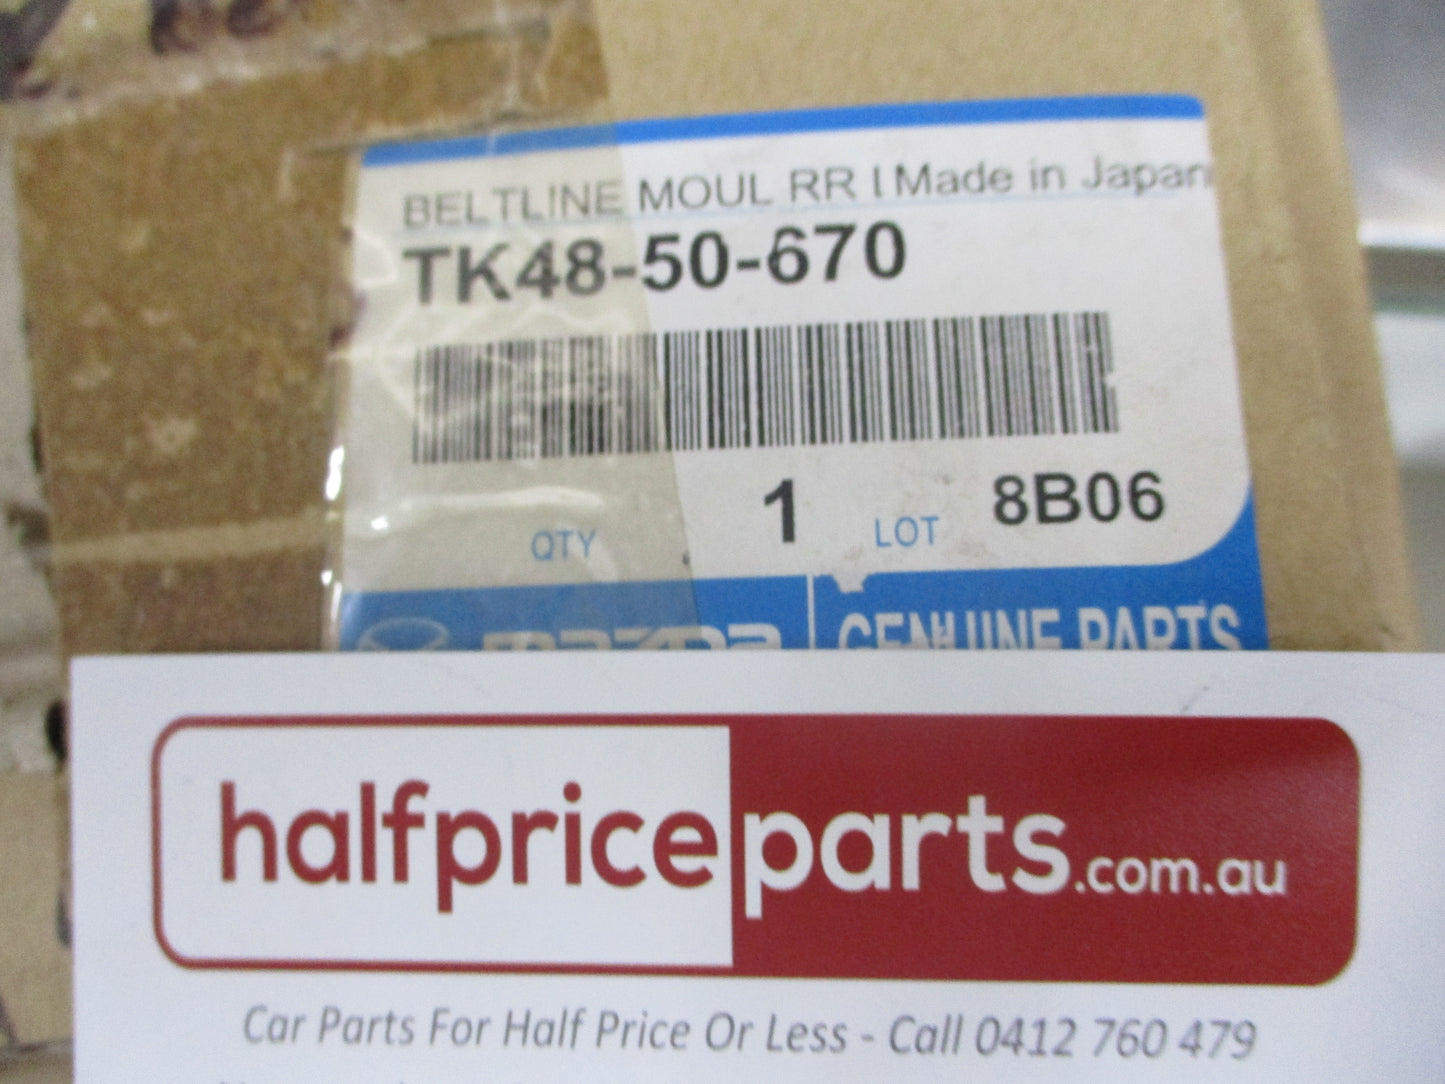 BELTLINE MOUL RR l Made in Japan
TK48-50-670
QTY 1 LOT 8B06
mazda GENUINE PARTS
halfpriceparts.com.au
Car Parts For Half Price Or Less - Call 0412 760 479